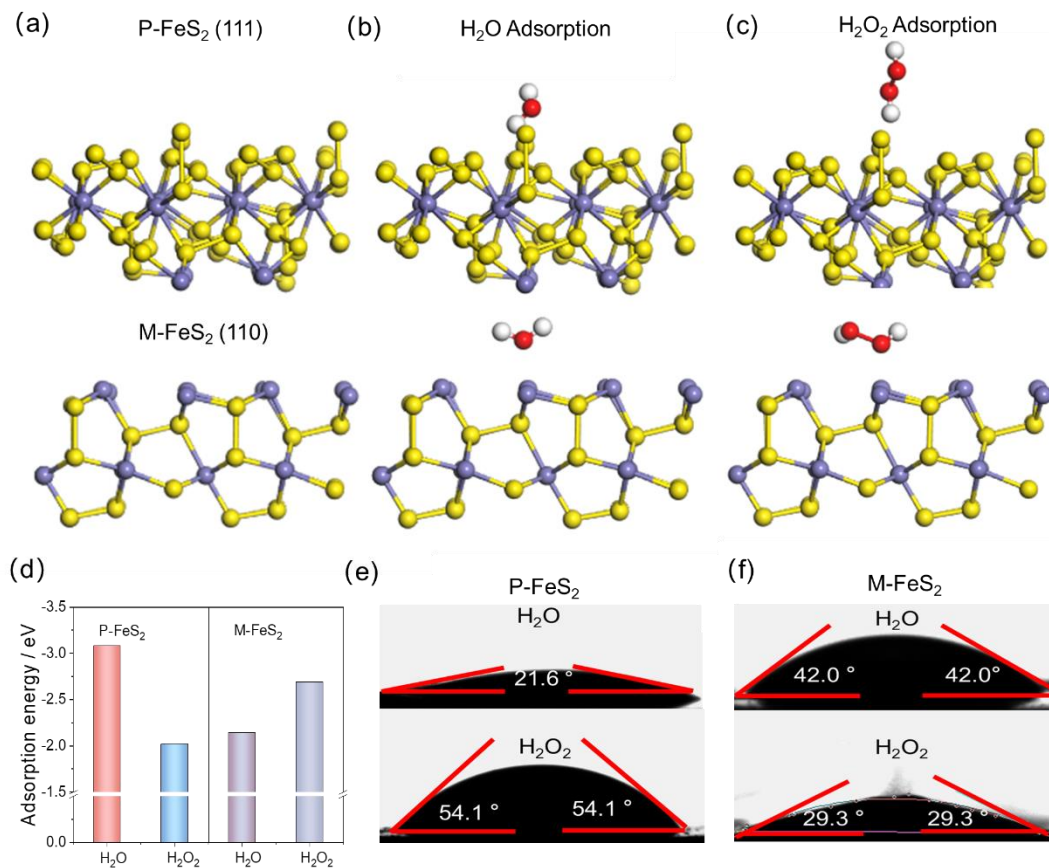 (a)
P-FeS₂ (111)
(b)
H₂O Adsorption
(c)
H₂O₂ Adsorption
M-FeS₂ (110)
(d)
Adsorption energy / eV
-3.5
-3.0
-2.5
-2.0
-1.5
0.0
P-FeS₂
M-FeS₂
H₂O
H₂O₂
H₂O
H₂O₂
(e)
P-FeS₂
H₂O
21.6 °
H₂O₂
54.1 °
54.1 °
(f)
M-FeS₂
H₂O
42.0 °
42.0°
H₂O₂
29.3 °
29.3 °